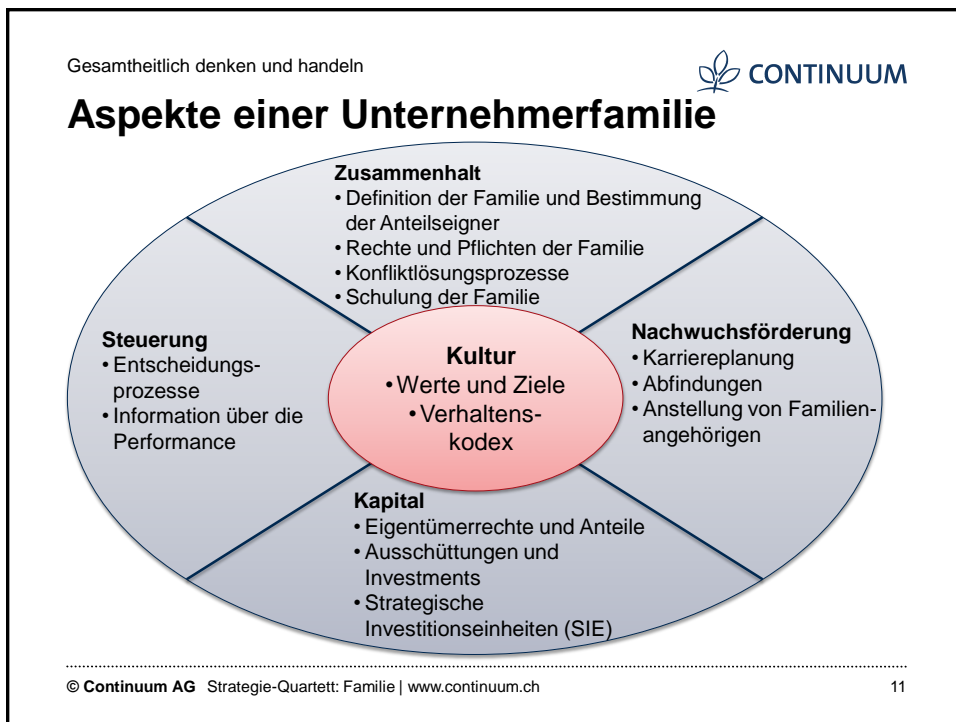 Gesamtheitlich denken und handeln
CONTINUUM
Aspekte einer Unternehmerfamilie
Zusammenhalt
• Definition der Familie und Bestimmung
der Anteilseigner
• Rechte und Pflichten der Familie
• Konfliktlösungsprozesse
• Schulung der Familie
Steuerung
• Entscheidungs-
prozesse
• Information über die
Performance
Kultur
• Werte und Ziele
• Verhaltens-
kodex
Nachwuchsförderung
• Karriereplanung
• Abfindungen
• Anstellung von Familien-
angehörigen
Kapital
• Eigentümerrechte und Anteile
• Ausschüttungen und
Investments
• Strategische
Investitionseinheiten (SIE)
© Continuum AG Strategie-Quartett: Familie | www.continuum.ch 11